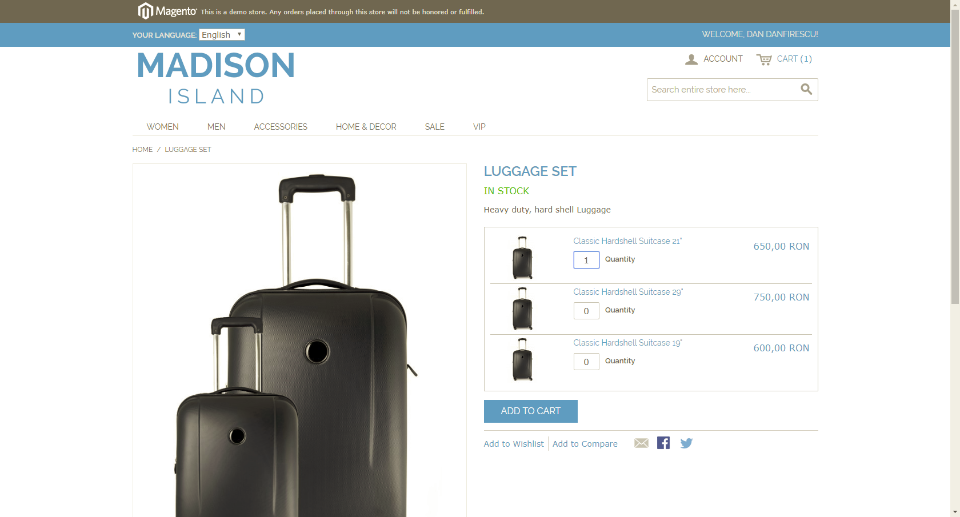 Magento This is a demo store. Any orders placed through this store will not be honored or fulfilled.
YOUR LANGUAGE: English
WELCOME, DAN DANFIRESCU!
MADISON
ISLAND
ACCOUNT CART (1)
Search entire store here...
WOMEN MEN ACCESSORIES HOME & DECOR SALE VIP
HOME / LUGGAGE SET
LUGGAGE SET
IN STOCK
Heavy duty, hard shell Luggage
Classic Hardshell Suitcase 21"
650,00 RON
1 Quantity
Classic Hardshell Suitcase 29"
750,00 RON
0 Quantity
Classic Hardshell Suitcase 19"
600,00 RON
0 Quantity
ADD TO CART
Add to Wishlist Add to Compare